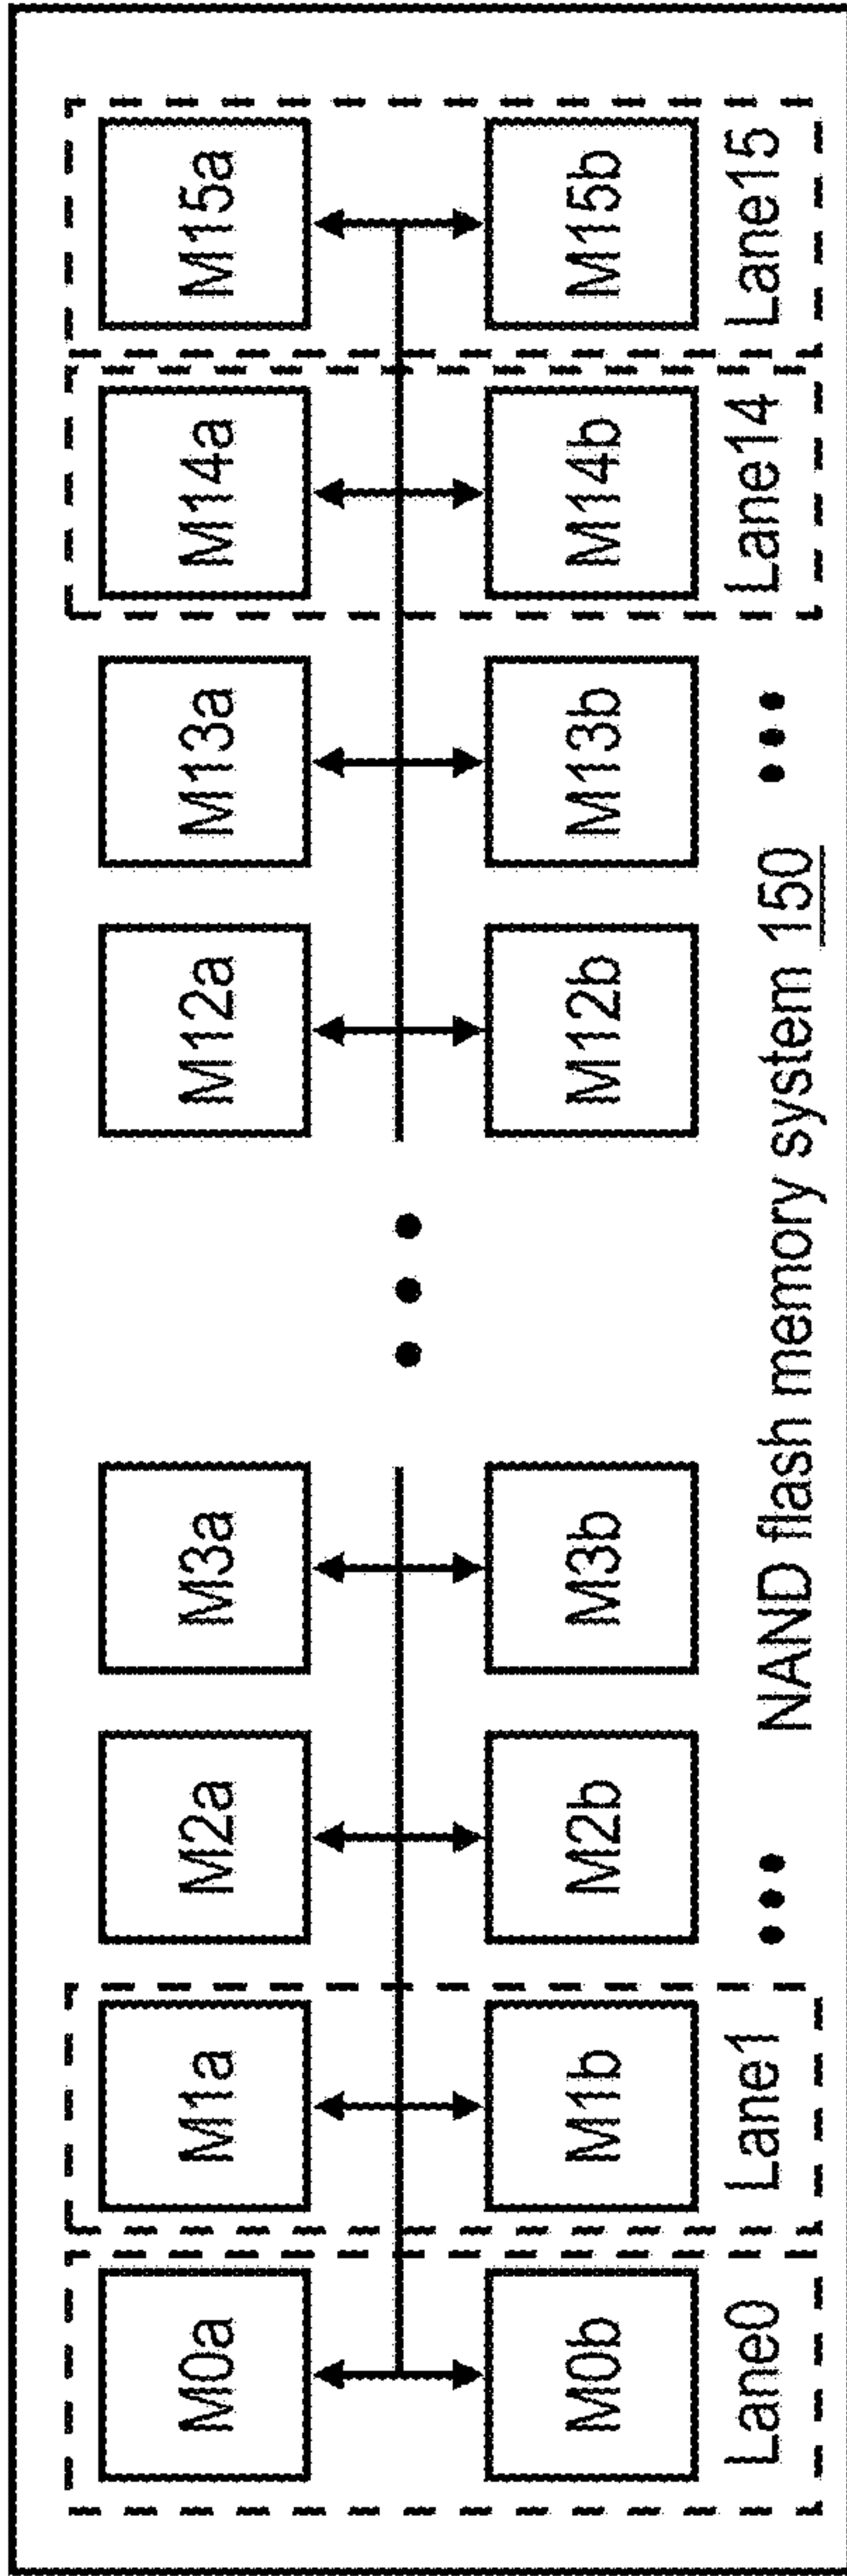 M0a M1a M2a M3a M12a M13a M14a M15a
M0b M1b M2b M3b M12b M13b M14b M15b
Lane0 Lane1 ••• NAND flash memory system 150 ••• Lane14 Lane15